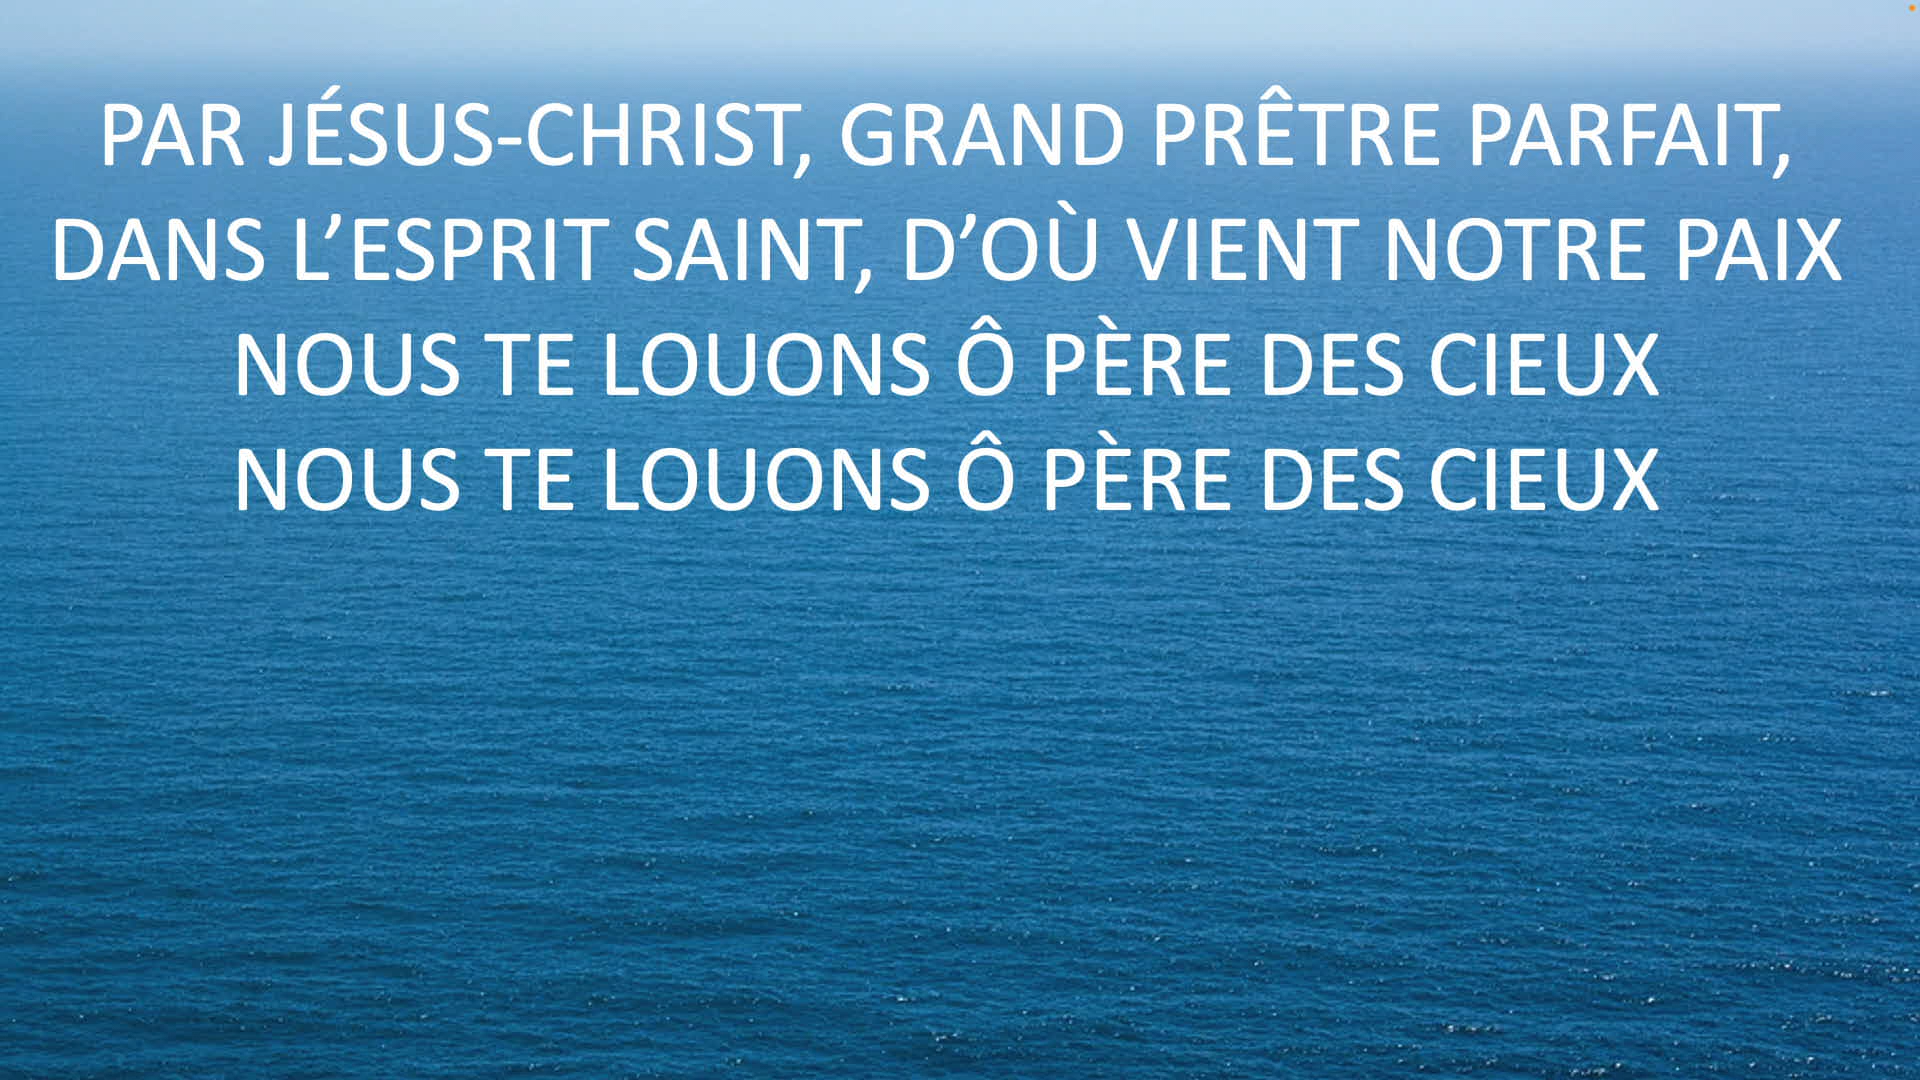 PAR JÉSUS-CHRIST, GRAND PRÊTRE PARFAIT,
DANS L’ESPRIT SAINT, D’OÙ VIENT NOTRE PAIX
NOUS TE LOUONS Ô PÈRE DES CIEUX
NOUS TE LOUONS Ô PÈRE DES CIEUX